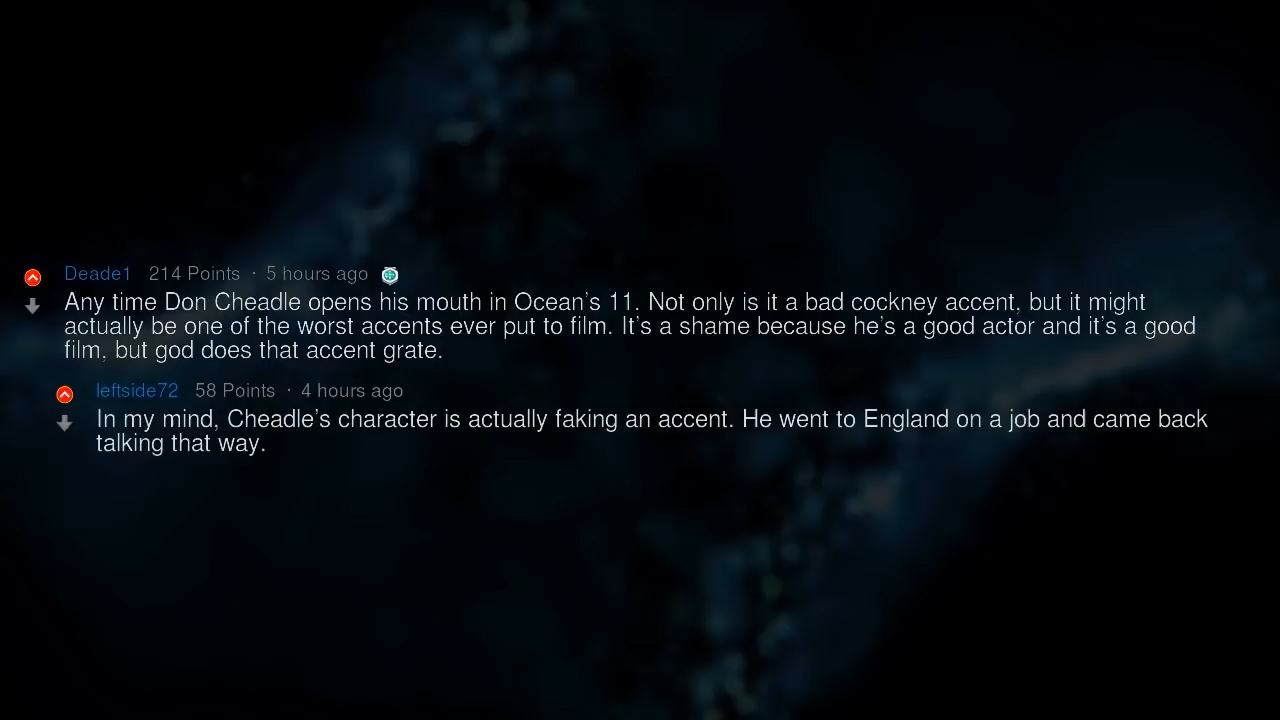 Deade1 214 Points · 5 hours ago
Any time Don Cheadle opens his mouth in Ocean's 11. Not only is it a bad cockney accent, but it might
actually be one of the worst accents ever put to film. It's a shame because he's a good actor and it's a good
film, but god does that accent grate.
leftside72 58 Points · 4 hours ago
In my mind, Cheadle's character is actually faking an accent. He went to England on a job and came back
talking that way.